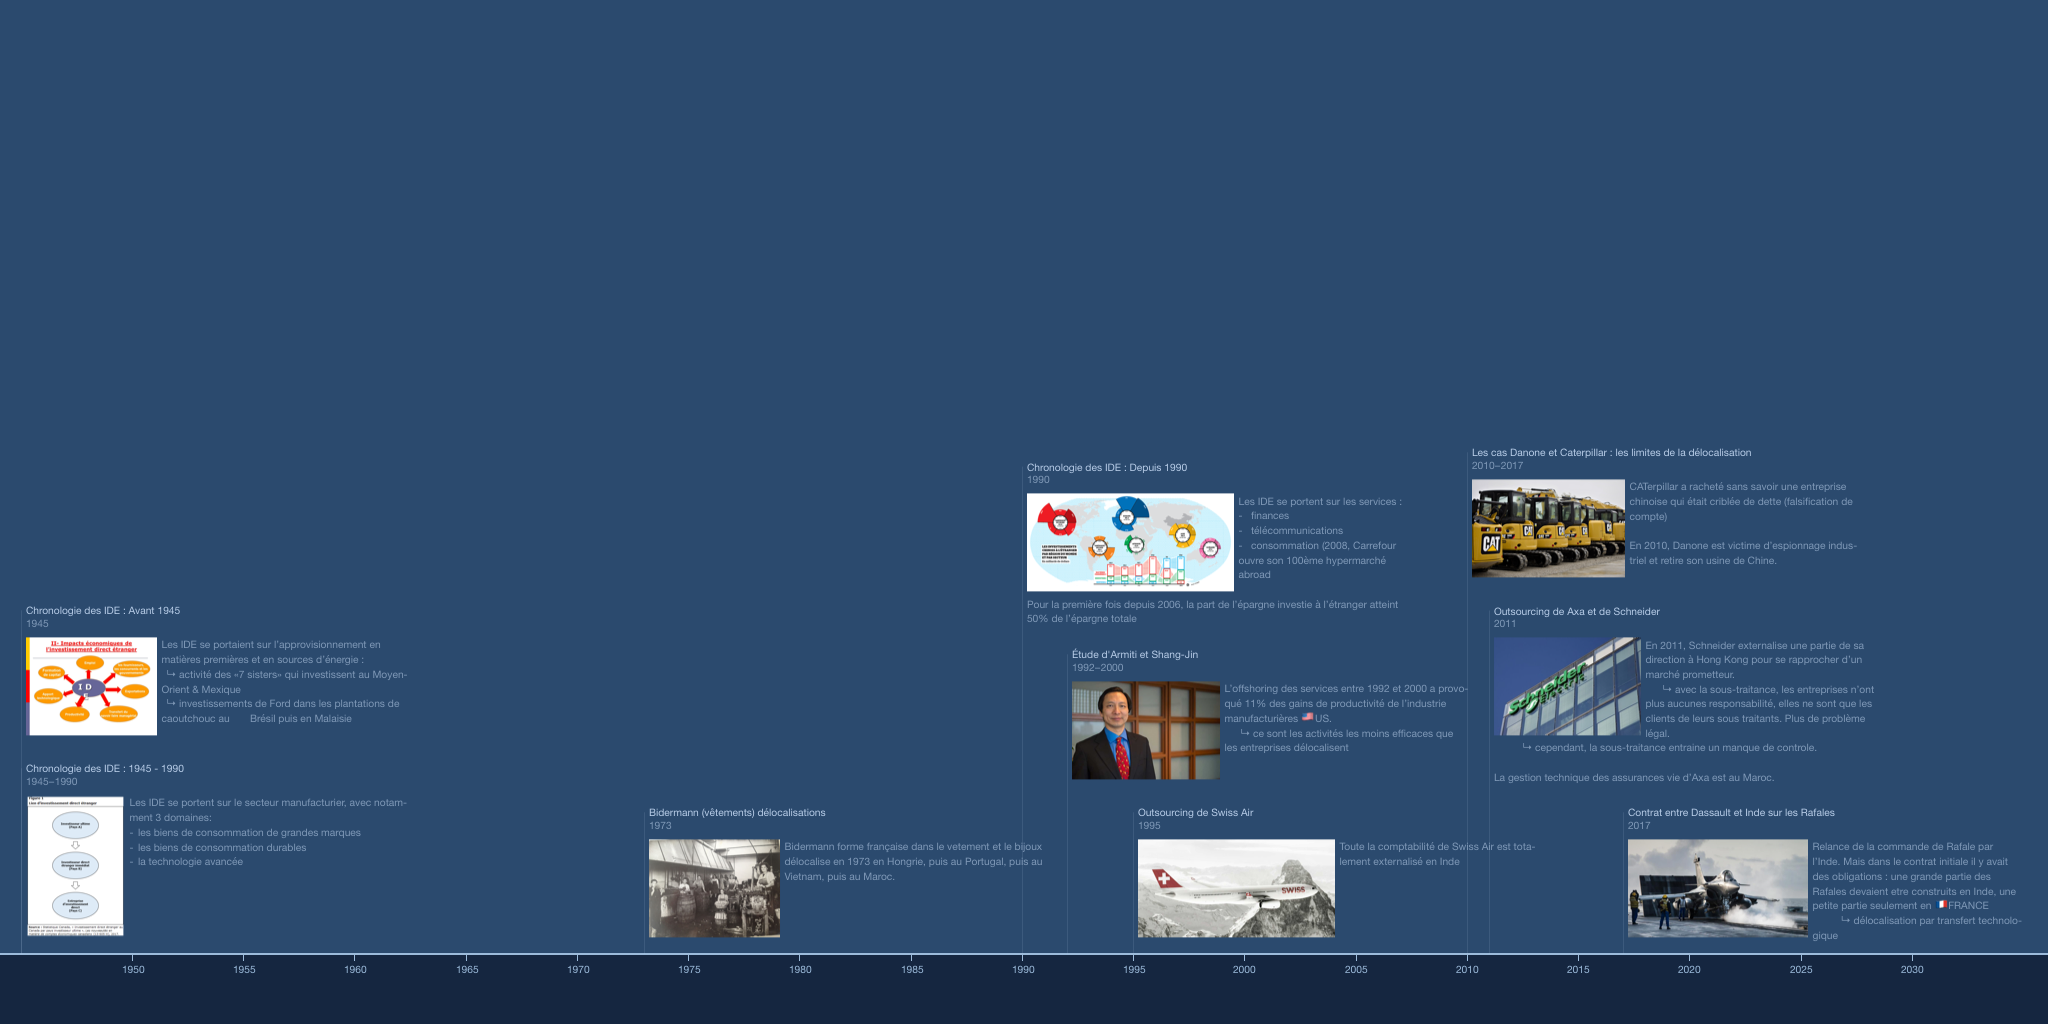 Les cas Danone et Caterpillar : les limites de la délocalisation
2010–2017
CATerpillar a racheté sans savoir une entreprise
chinoise qui était criblée de dette (falsification de
compte)
En 2010, Danone est victime d'espionnage indus-
triel et retire son usine de Chine.
CAT
Chronologie des IDE : Depuis 1990
1990
Les IDE se portent sur les services :
- finances
- télécommunications
- consommation (2008, Carrefour
ouvre son 100ème hypermarché
abroad
Pour la première fois depuis 2006, la part de l'épargne investie à l'étranger atteint
50% de l'épargne totale
Chronologie des IDE : Avant 1945
1945
II- Impacts économiques de
l'investissement direct étranger
I D E
Les IDE se portaient sur l'approvisionnement en
matières premières et en sources d'énergie :
↳ activité des «7 sisters» qui investissent au Moyen-
Orient & Mexique
↳ investissements de Ford dans les plantations de
caoutchouc au Brésil puis en Malaisie
Outsourcing de Axa et de Schneider
2011
Schneider
En 2011, Schneider externalise une partie de sa
direction à Hong Kong pour se rapprocher d'un
marché prometteur.
↳ avec la sous-traitance, les entreprises n'ont
plus aucunes responsabilité, elles ne sont que les
clients de leurs sous traitants. Plus de problème
légal.
↳ cependant, la sous-traitance entraine un manque de controle.
La gestion technique des assurances vie d'Axa est au Maroc.
Étude d'Armiti et Shang-Jin
1992–2000
L'offshoring des services entre 1992 et 2000 a provo-
qué 11% des gains de productivité de l'industrie
manufacturières 🇺🇸 US.
↳ ce sont les activités les moins efficaces que
les entreprises délocalisent
Chronologie des IDE : 1945 - 1990
1945–1990
Les IDE se portent sur le secteur manufacturier, avec notam-
ment 3 domaines:
- les biens de consommation de grandes marques
- les biens de consommation durables
- la technologie avancée
Bidermann (vêtements) délocalisations
1973
Bidermann forme française dans le vetement et le bijoux
délocalise en 1973 en Hongrie, puis au Portugal, puis au
Vietnam, puis au Maroc.
Outsourcing de Swiss Air
1995
SWISS
Toute la comptabilité de Swiss Air est tota-
lement externalisé en Inde
Contrat entre Dassault et Inde sur les Rafales
2017
Relance de la commande de Rafale par
l'Inde. Mais dans le contrat initiale il y avait
des obligations : une grande partie des
Rafales devaient etre construits en Inde, une
petite partie seulement en 🇫🇷FRANCE
↳ délocalisation par transfert technolo-
gique
1950 1955 1960 1965 1970 1975 1980 1985 1990 1995 2000 2005 2010 2015 2020 2025 2030